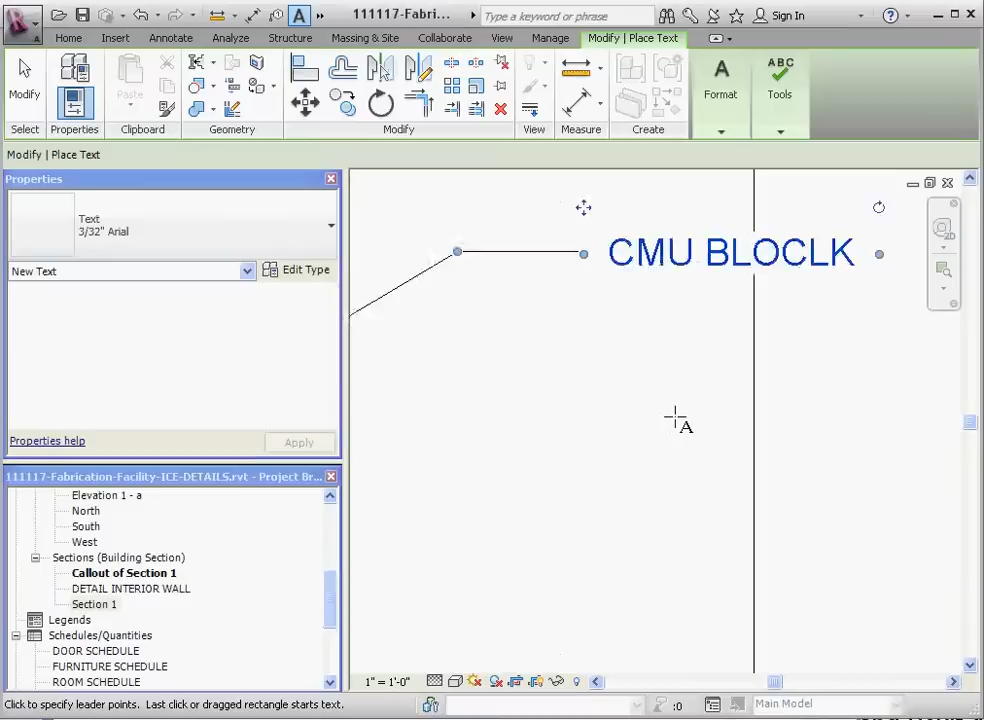 111117-Fabri...
Type a keyword or phrase
Sign In
Home Insert Annotate Analyze Structure Massing & Site Collaborate View Manage Modify | Place Text
Modify
Paste
A
Format
ABC
Tools
Select Properties Clipboard Geometry Modify View Measure Create
Modify | Place Text
Properties
Text
3/32" Arial
New Text
Edit Type
Properties help
Apply
111117-Fabrication-Facility-ICE-DETAILS.rvt - Project Br...
Elevation 1 - a
North
South
West
Sections (Building Section)
Callout of Section 1
DETAIL INTERIOR WALL
Section 1
Legends
Schedules/Quantities
DOOR SCHEDULE
FURNITURE SCHEDULE
ROOM SCHEDULE
CMU BLOCLK
A
2D
1" = 1'-0"
Click to specify leader points. Last click or dragged rectangle starts text.
:0
Main Model